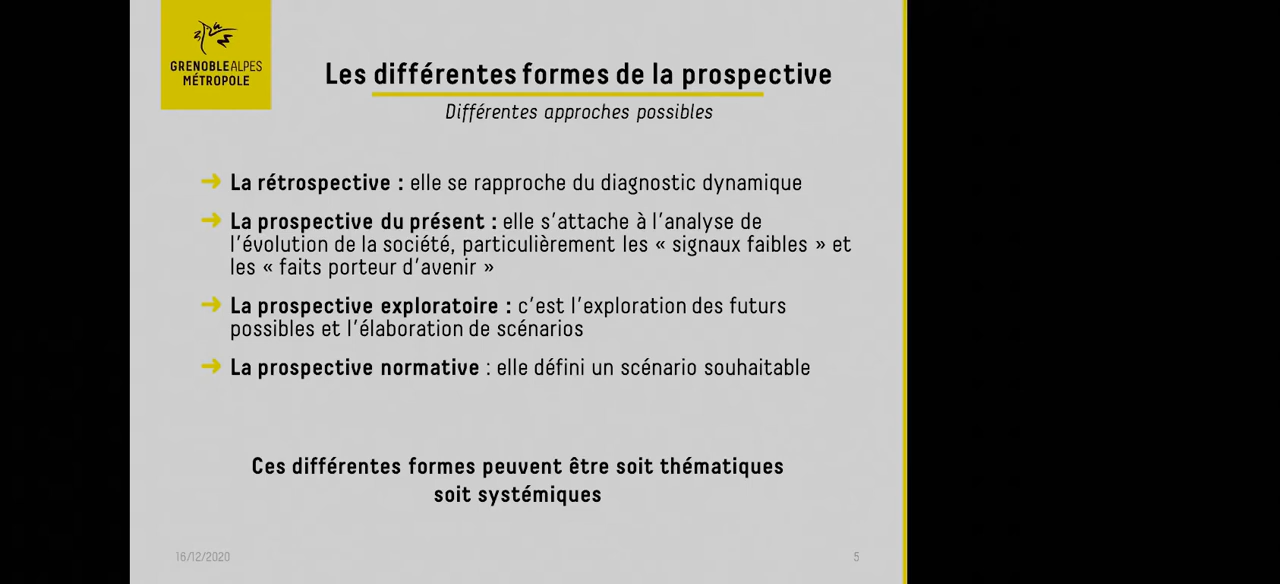 GRENOBLEALPES
MÉTROPOLE
Les différentes formes de la prospective
Différentes approches possibles
➜ La rétrospective : elle se rapproche du diagnostic dynamique
➜ La prospective du présent : elle s'attache à l'analyse de
l'évolution de la société, particulièrement les « signaux faibles » et
les « faits porteur d'avenir »
➜ La prospective exploratoire : c'est l'exploration des futurs
possibles et l'élaboration de scénarios
➜ La prospective normative : elle défini un scénario souhaitable
Ces différentes formes peuvent être soit thématiques
soit systémiques
16/12/2020
5